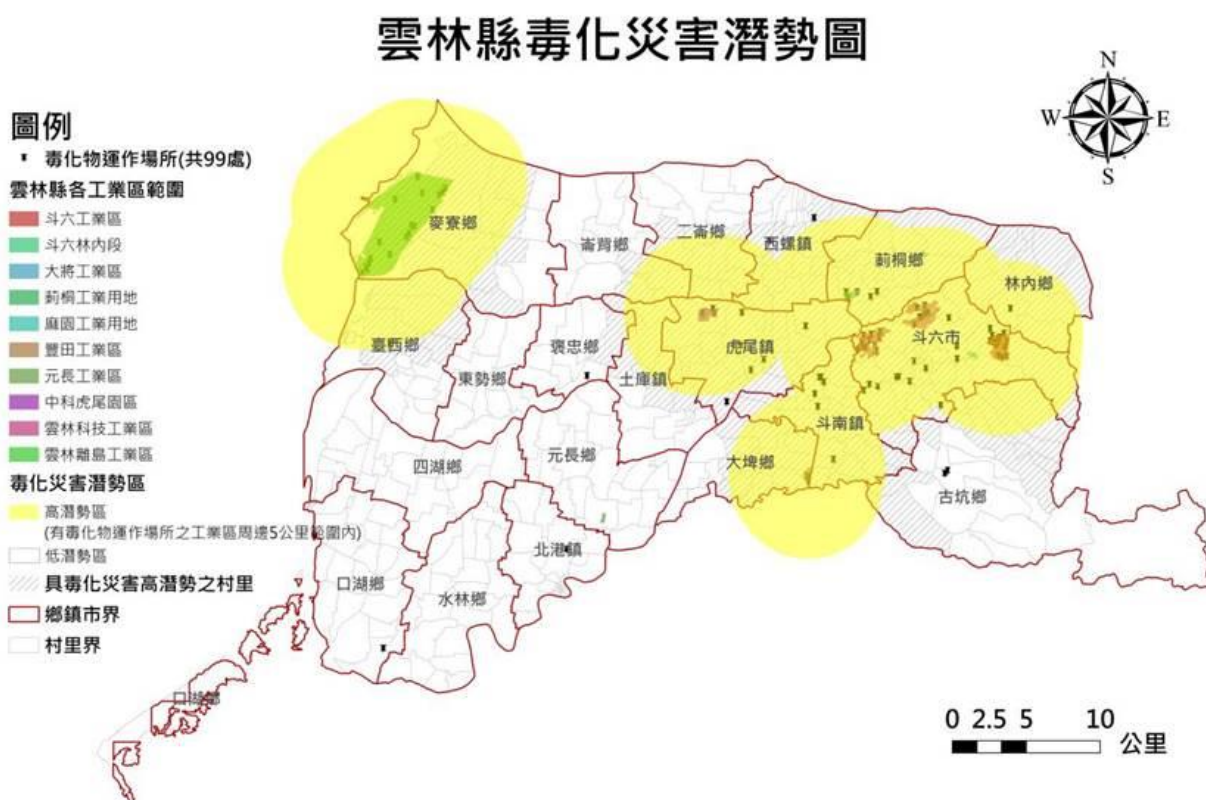 雲林縣毒化災害潛勢圖
N
W
E
S
圖例
毒化物運作場所(共99處)
雲林縣各工業區範圍
斗六工業區
斗六林內段
大將工業區
莿桐工業用地
麻園工業用地
豐田工業區
元長工業區
中科虎尾園區
雲林科技工業區
雲林離島工業區
毒化災害潛勢區
高潛勢區
(有毒化物運作場所之工業區周邊5公里範圍內)
低潛勢區
具毒化災害高潛勢之村里
鄉鎮市界
村里界
麥寮鄉
崙背鄉
二崙鄉
西螺鎮
莿桐鄉
林內鄉
臺西鄉
東勢鄉
褒忠鄉
土庫鎮
虎尾鎮
斗六市
斗南鎮
四湖鄉
元長鄉
大埤鄉
古坑鄉
北港鎮
口湖鄉
水林鄉
口湖鄉
0 2.5 5 10
公里